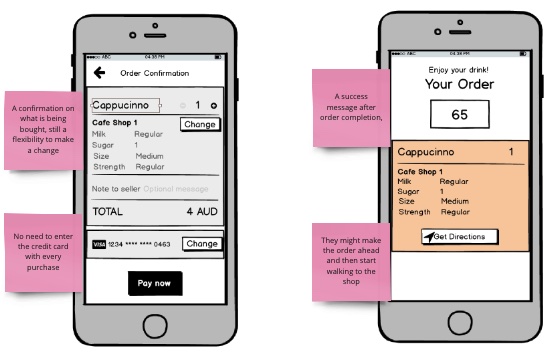 ABC 04:38 PM
Order Confirmation
A confirmation on
what is being
bought, still a
flexibility to make
a change
Cappucinno 1
Cafe Shop 1 Change
Milk Regular
Sugar 1
Size Medium
Strength Regular
Note to seller Optional message
TOTAL 4 AUD
No need to enter
the credit card
with every
purchase
VISA 1234 **** **** 0463 Change
Pay now
ABC 04:38 PM
Enjoy your drink!
Your Order
65
A success
message after
order completion,
Cappucinno 1
Cafe Shop 1
Milk Regular
Sugar 1
Size Medium
Strength Regular
Get Directions
They might make
the order ahead
and then start
walking to the
shop